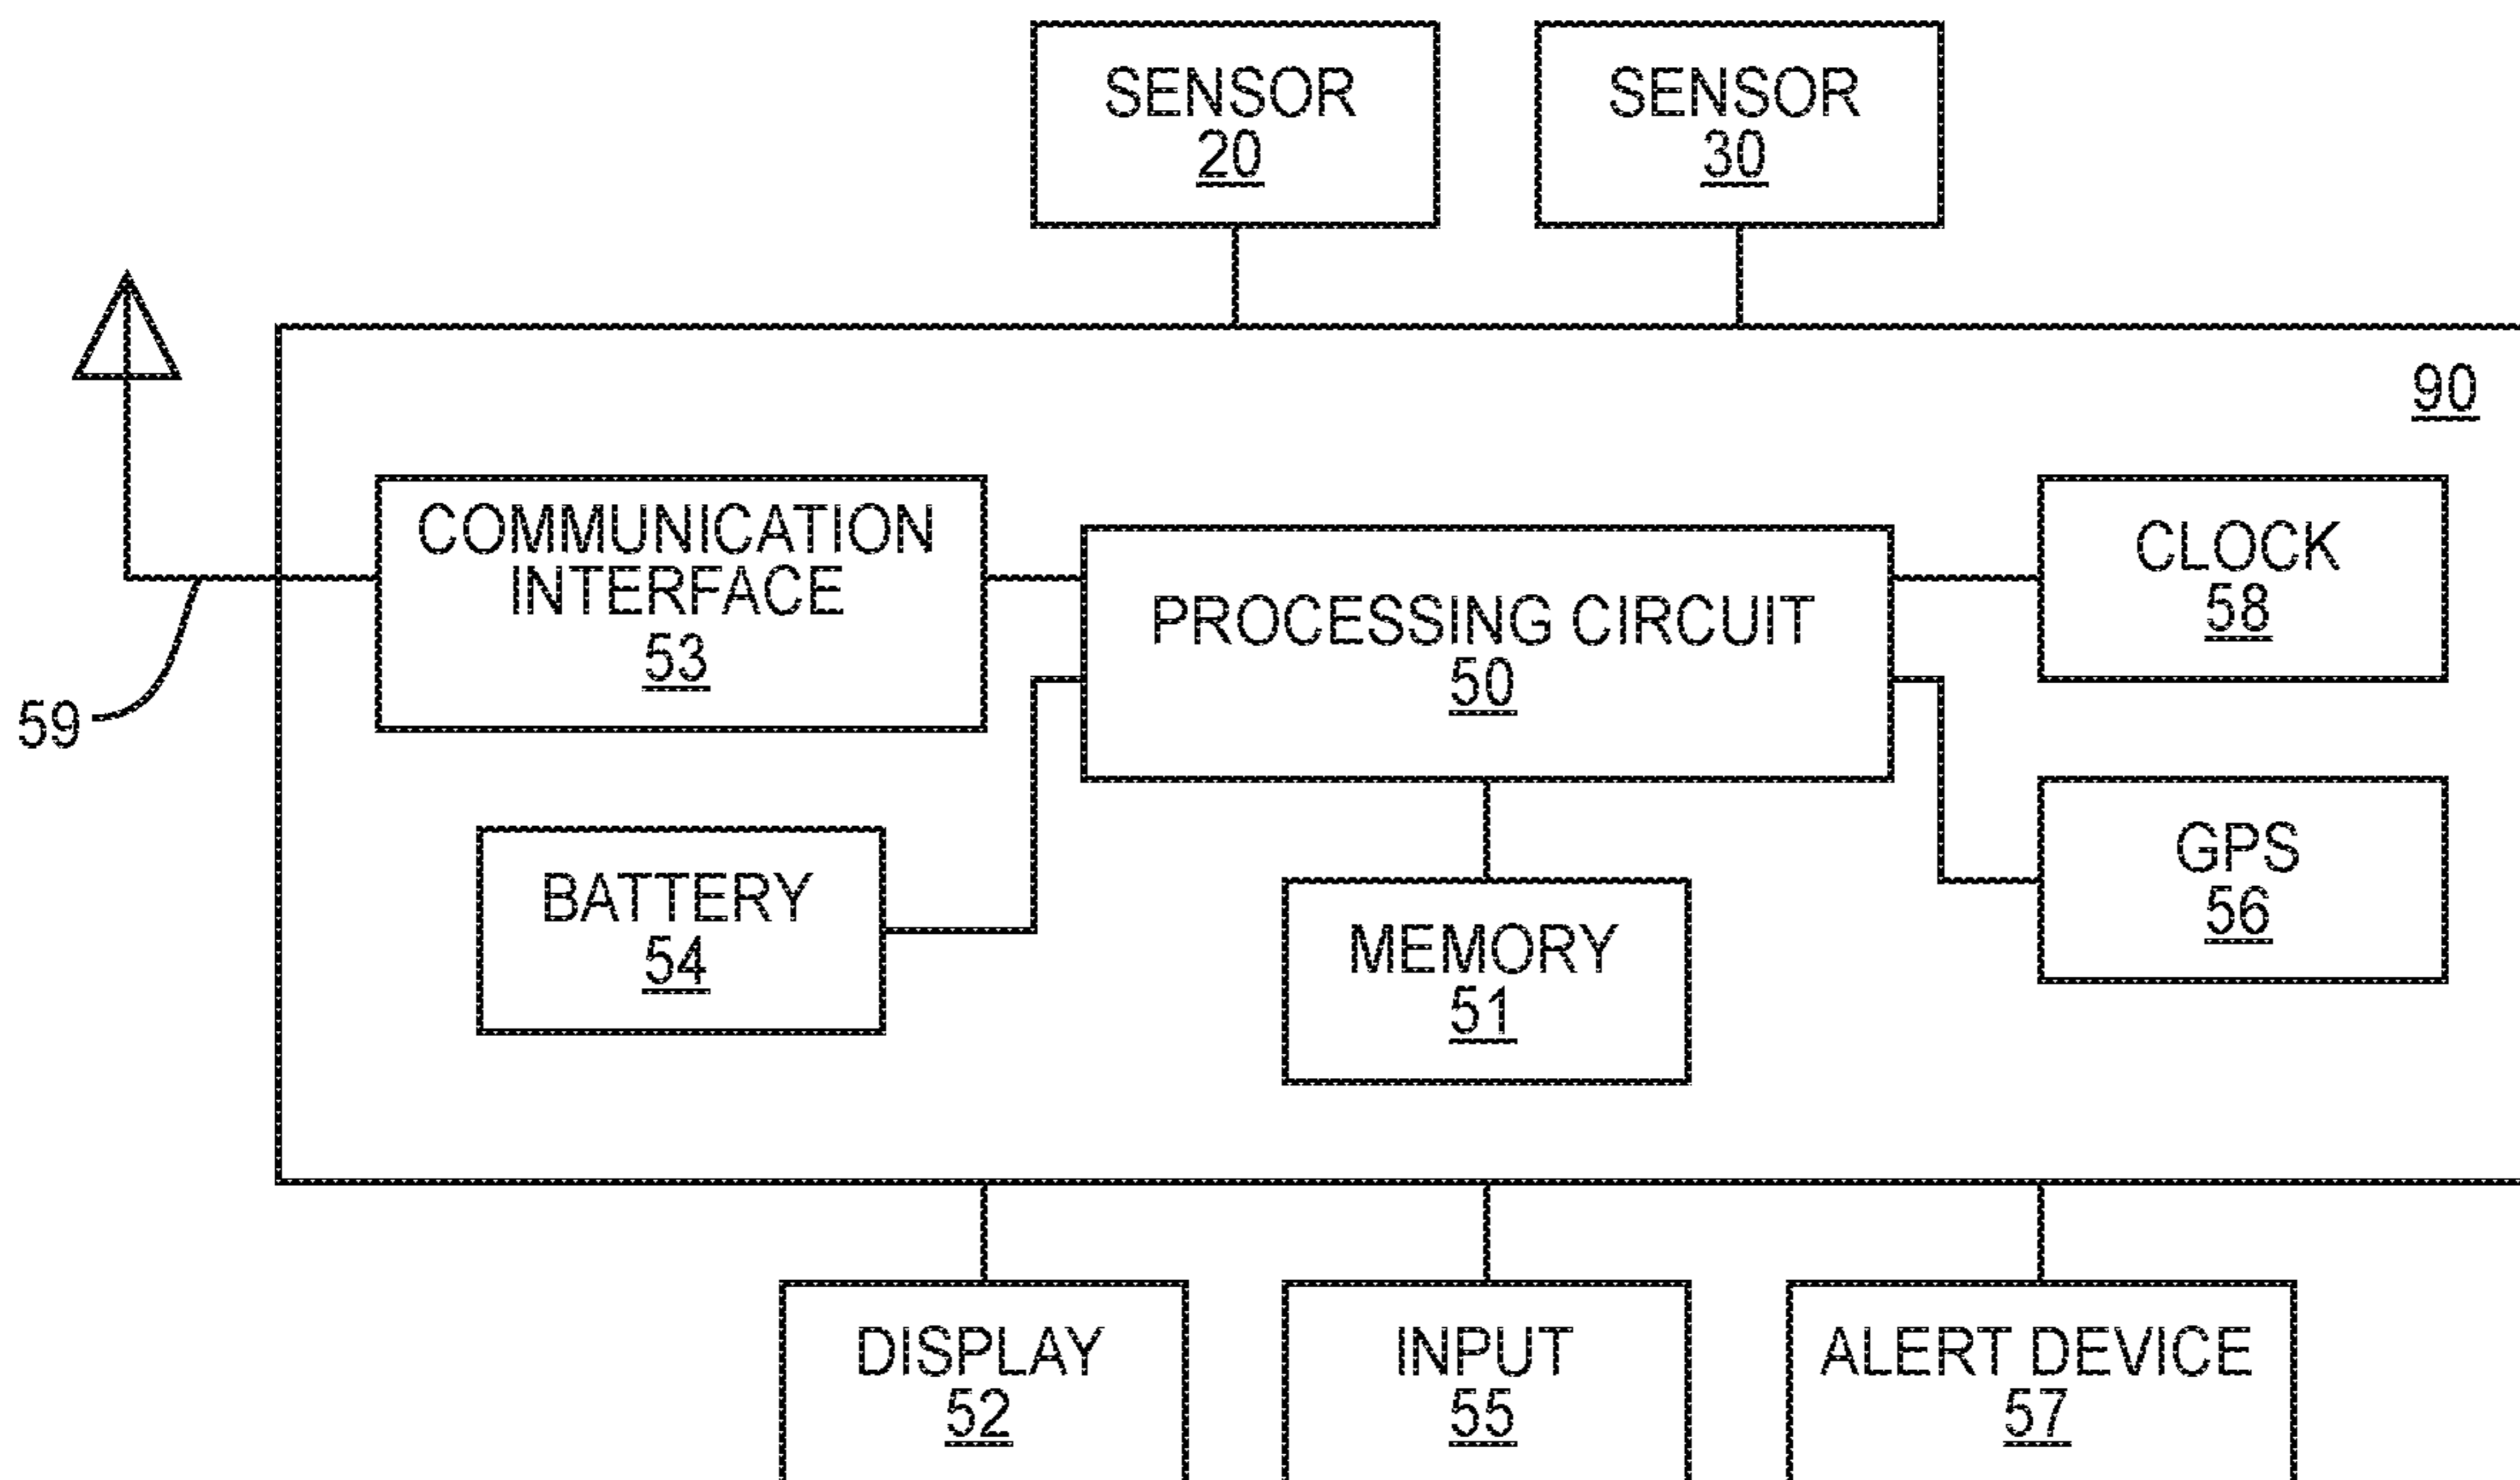 SENSOR
20
SENSOR
30
90
COMMUNICATION
INTERFACE
53
PROCESSING CIRCUIT
50
CLOCK
58
59
BATTERY
54
MEMORY
51
GPS
56
DISPLAY
52
INPUT
55
ALERT DEVICE
57